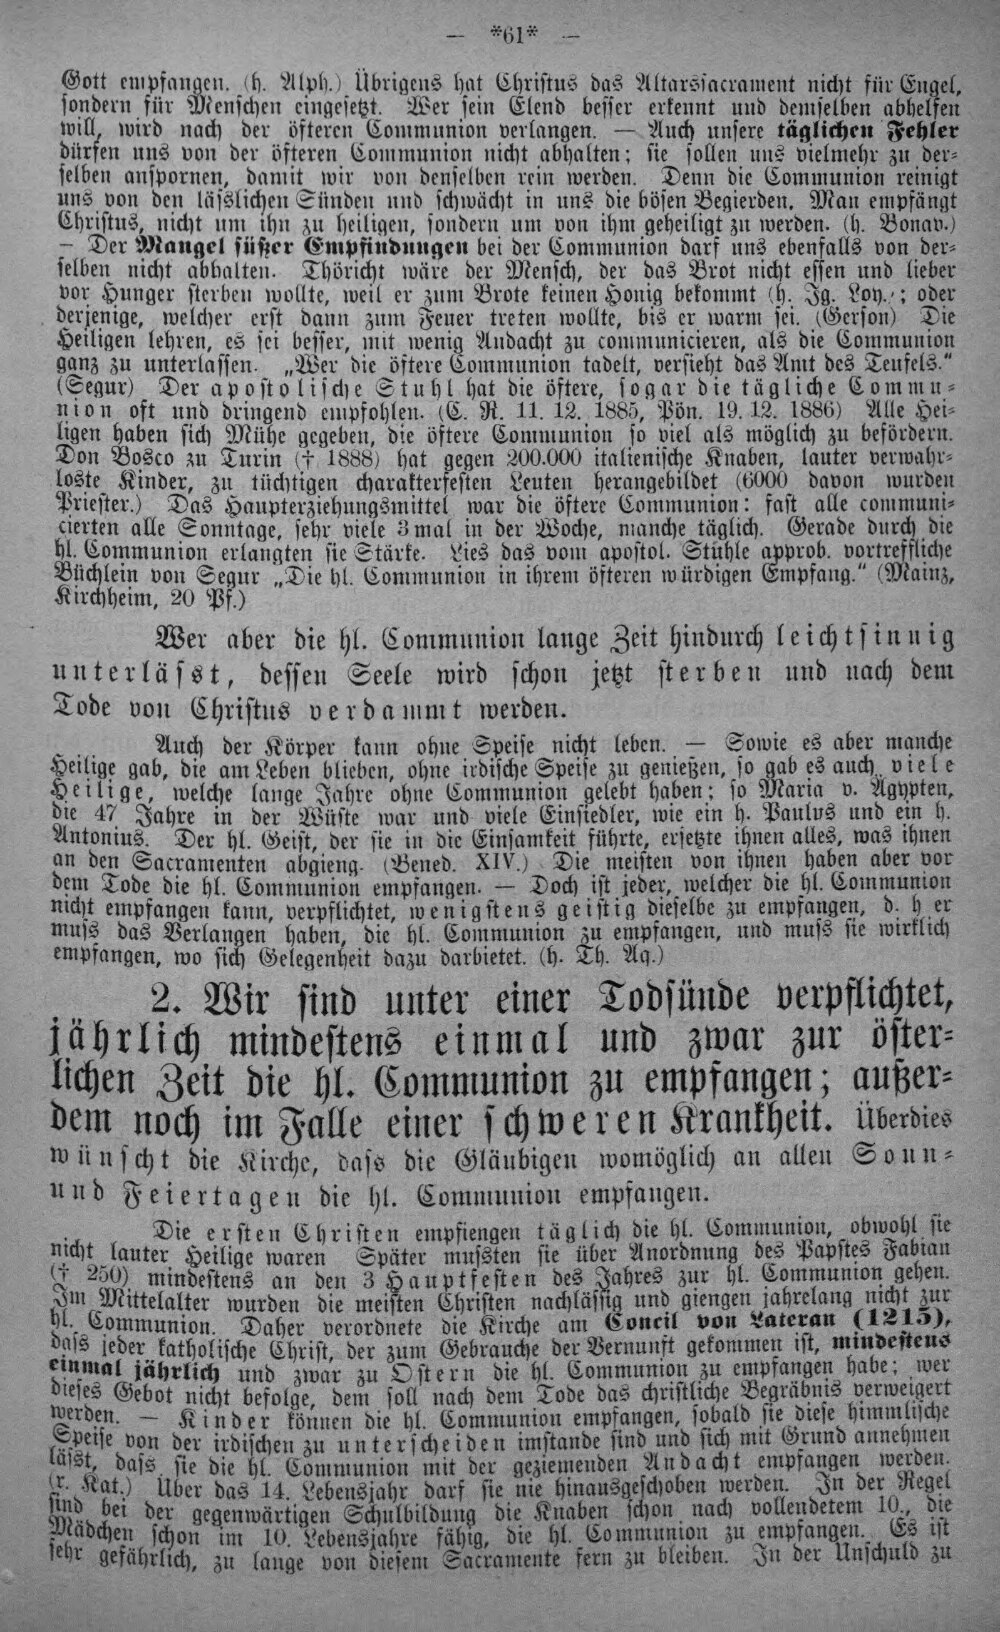 — *61* —
Gott empfangen. (h. Alph.) Übrigens hat Christus das Altarssacrament nicht für Engel,
sondern für Menschen eingesetzt. Wer sein Elend besser erkennt und demselben abhelfen
will, wird nach der öfteren Communion verlangen. — Auch unsere täglichen Fehler
dürfen uns von der öfteren Communion nicht abhalten; sie sollen uns vielmehr zu der-
selben anspornen, damit wir von denselben rein werden. Denn die Communion reinigt
uns von den lässlichen Sünden und schwächt in uns die bösen Begierden. Man empfängt
Christus, nicht um ihn zu heiligen, sondern um von ihm geheiligt zu werden. (h. Bonav.)
— Der Mangel süßer Empfindungen bei der Communion darf uns ebenfalls von der-
selben nicht abhalten. Thöricht wäre der Mensch, der das Brot nicht essen und lieber
vor Hunger sterben wollte, weil er zum Brote keinen Honig bekommt (h. Ig. Loy.; oder
derjenige, welcher erst dann zum Feuer treten wollte, bis er warm sei. (Gerson) Die
Heiligen lehren, es sei besser, mit wenig Andacht zu communicieren, als die Communion
ganz zu unterlassen. „Wer die öftere Communion tadelt, versieht das Amt des Teufels.“
(Segur) Der apostolische Stuhl hat die öftere, sogar die tägliche Commu-
nion oft und dringend empfohlen. (C. R. 11. 12. 1885, Pön. 19. 12. 1886) Alle Hei-
ligen haben sich Mühe gegeben, die öftere Communion so viel als möglich zu befördern.
Don Bosco zu Turin († 1888) hat gegen 200.000 italienische Knaben, lauter verwahr-
loste Kinder, zu tüchtigen charakterfesten Leuten herangebildet (6000 davon wurden
Priester.) Das Haupterziehungsmittel war die öftere Communion: fast alle communi-
cierten alle Sonntage, sehr viele 3 mal in der Woche, manche täglich. Gerade durch die
hl. Communion erlangten sie Stärke. Lies das vom apostol. Stuhle approb. vortreffliche
Büchlein von Segur „Die hl. Communion in ihrem öfteren würdigen Empfang.“ (Mainz,
Kirchheim, 20 Pf.)
Wer aber die hl. Communion lange Zeit hindurch leichtsinnig
unterlässt, dessen Seele wird schon jetzt sterben und nach dem
Tode von Christus verdammt werden.
Auch der Körper kann ohne Speise nicht leben. — Sowie es aber manche
Heilige gab, die am Leben blieben, ohne irdische Speise zu genießen, so gab es auch viele
Heilige, welche lange Jahre ohne Communion gelebt haben; so Maria v. Ägypten,
die 47 Jahre in der Wüste war und viele Einsiedler, wie ein h. Paulus und ein h.
Antonius. Der hl. Geist, der sie in die Einsamkeit führte, ersetzte ihnen alles, was ihnen
an den Sacramenten abgieng. (Bened. XIV.) Die meisten von ihnen haben aber vor
dem Tode die hl. Communion empfangen. — Doch ist jeder, welcher die hl. Communion
nicht empfangen kann, verpflichtet, wenigstens geistig dieselbe zu empfangen, d. h er
muss das Verlangen haben, die hl. Communion zu empfangen, und muss sie wirklich
empfangen, wo sich Gelegenheit dazu darbietet. (h. Th. Aq.)
2. Wir sind unter einer Todsünde verpflichtet,
jährlich mindestens einmal und zwar zur öster-
lichen Zeit die hl. Communion zu empfangen; außer-
dem noch im Falle einer schweren Krankheit. Überdies
wünscht die Kirche, dass die Gläubigen womöglich an allen Sonn-
und Feiertagen die hl. Communion empfangen.
Die ersten Christen empfiengen täglich die hl. Communion, obwohl sie
nicht lauter Heilige waren Später mussten sie über Anordnung des Papstes Fabian
(† 250) mindestens an den 3 Hauptfesten des Jahres zur hl. Communion gehen.
Im Mittelalter wurden die meisten Christen nachlässig und giengen jahrelang nicht zur
hl. Communion. Daher verordnete die Kirche am Concil von Lateran (1215),
dass jeder katholische Christ, der zum Gebrauche der Vernunft gekommen ist, mindestens
einmal jährlich und zwar zu Ostern die hl. Communion zu empfangen habe; wer
dieses Gebot nicht befolge, dem soll nach dem Tode das christliche Begräbnis verweigert
werden. — Kinder können die hl. Communion empfangen, sobald sie diese himmlische
Speise von der irdischen zu unterscheiden imstande sind und sich mit Grund annehmen
lässt, dass sie die hl. Communion mit der geziemenden Andacht empfangen werden.
(r. Kat.) Über das 14. Lebensjahr darf sie nie hinausgeschoben werden. In der Regel
sind bei der gegenwärtigen Schulbildung die Knaben schon nach vollendetem 10., die
Mädchen schon im 10. Lebensjahre fähig, die hl. Communion zu empfangen. Es ist
sehr gefährlich, zu lange von diesem Sacramente fern zu bleiben. In der Unschuld zu